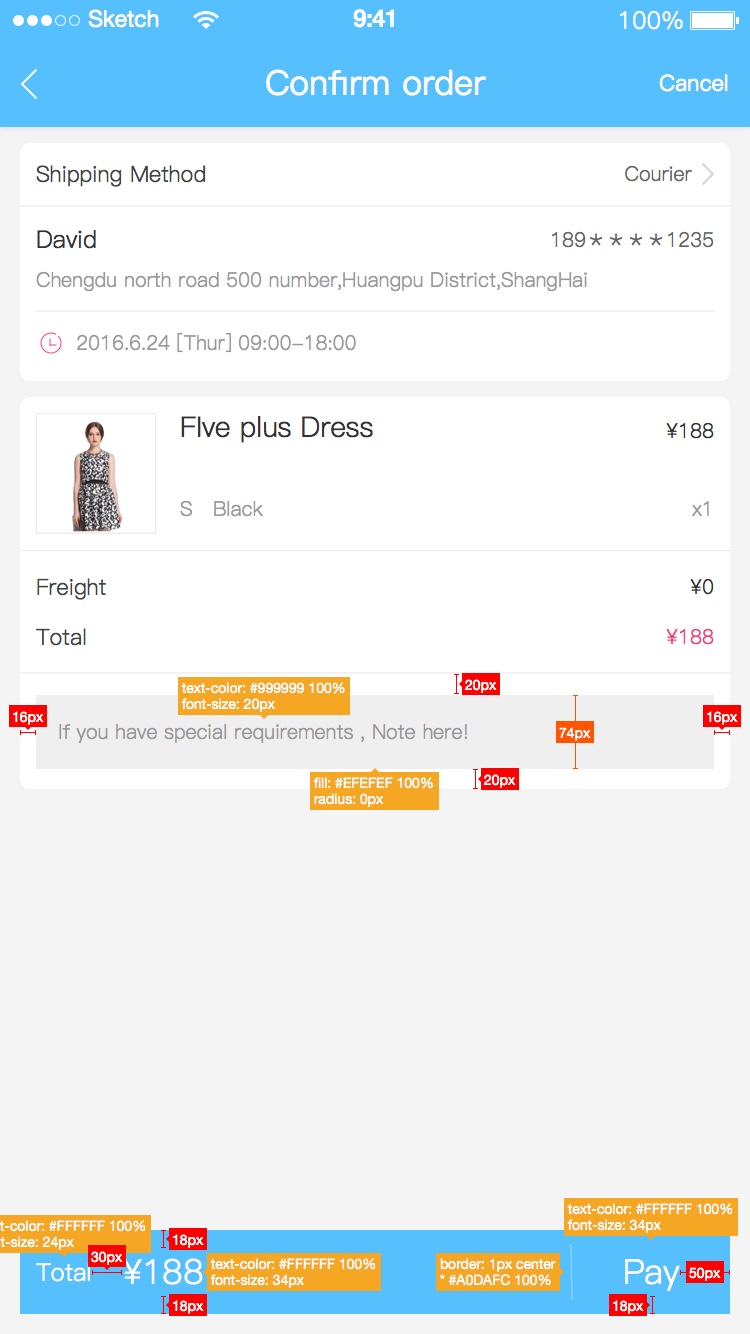 Sketch 9:41 100%
Confirm order Cancel
Shipping Method Courier
David 189****1235
Chengdu north road 500 number,Huangpu District,ShangHai
2016.6.24 [Thur] 09:00-18:00
FIve plus Dress ¥188
S Black x1
Freight ¥0
Total ¥188
20px
text-color: #999999 100%
font-size: 20px
16px 16px
If you have special requirements , Note here! 74px
20px
fill: #EFEFEF 100%
radius: 0px
text-color: #FFFFFF 100%
font-size: 34px
t-color: #FFFFFF 100%
t-size: 24px
18px
30px
text-color: #FFFFFF 100%
font-size: 34px
border: 1px center
* #A0DAFC 100%
Total ¥188 Pay 50px
18px 18px